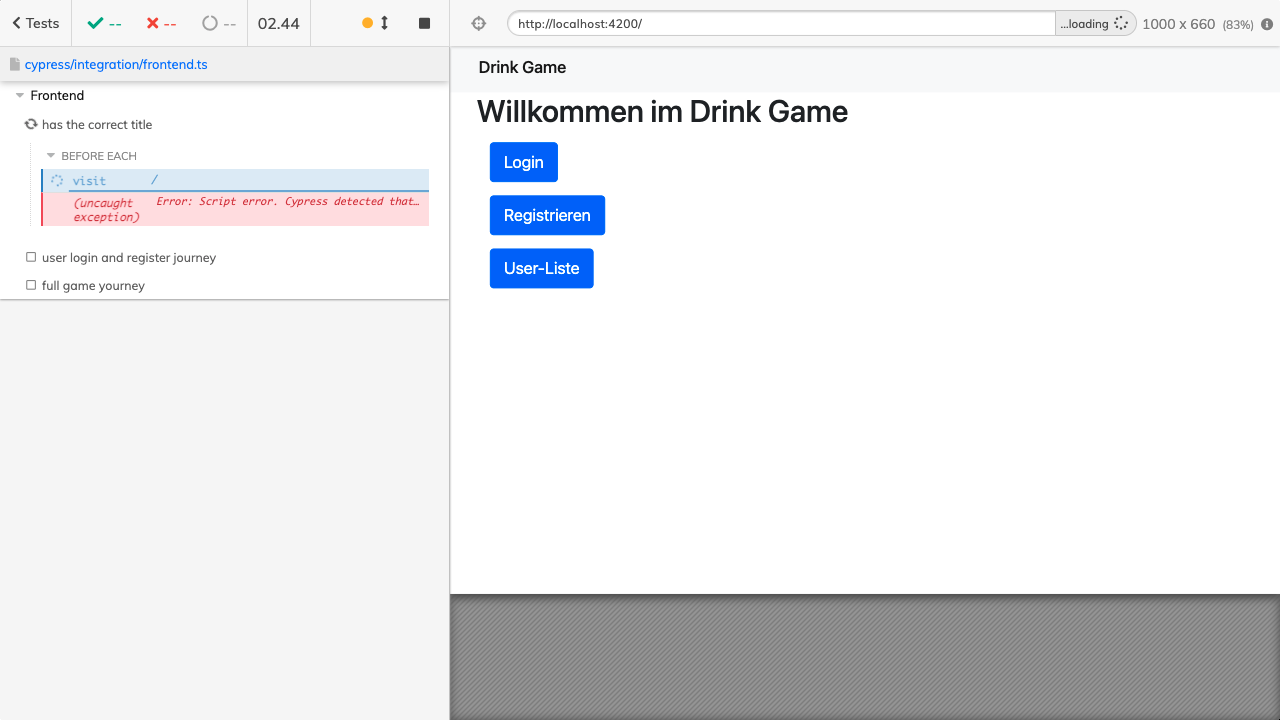 Tests -- -- -- 02.44
http://localhost:4200/ ...loading 1000 x 660 (83%)
cypress/integration/frontend.ts
Frontend
has the correct title
BEFORE EACH
visit /
(uncaught exception) Error: Script error. Cypress detected that…
user login and register journey
full game yourney
Drink Game
Willkommen im Drink Game
Login
Registrieren
User-Liste